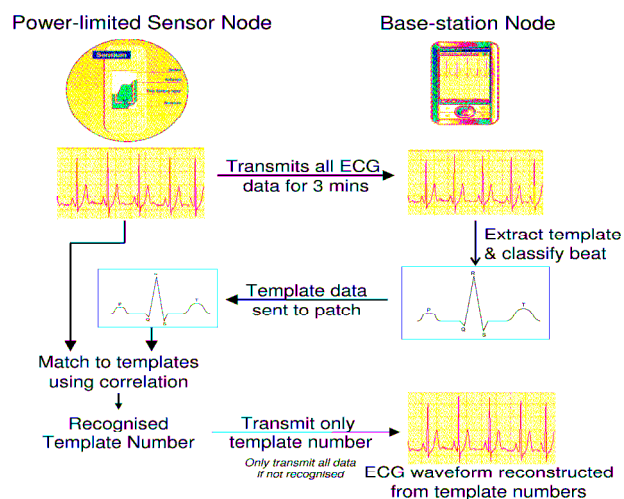 Power-limited Sensor Node
Base-station Node
Transmits all ECG
data for 3 mins
Extract template
& classify beat
Template data
sent to patch
P
Q
S
T
R
P
Q
S
T
Match to templates
using correlation
Recognised
Template Number
Transmit only
template number
Only transmit all data
if not recognised
ECG waveform reconstructed
from template numbers